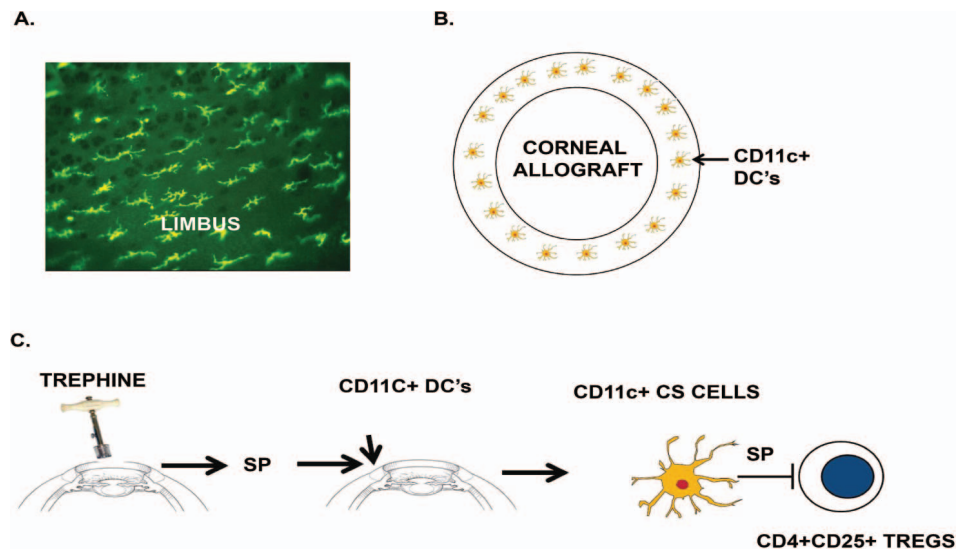 A.
B.
LIMBUS
CORNEAL
ALLOGRAFT
CD11c+
DC's
C.
TREPHINE
SP
CD11C+ DC's
CD11c+ CS CELLS
SP
CD4+CD25+ TREGS